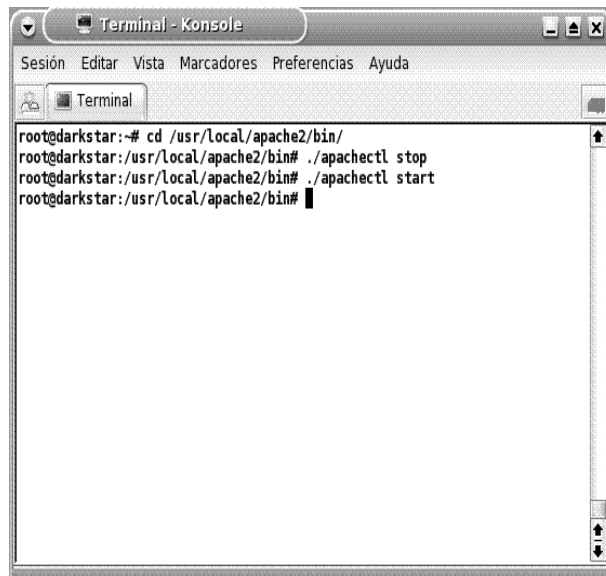 Terminal - Konsole
Sesión Editar Vista Marcadores Preferencias Ayuda
Terminal
root@darkstar:~# cd /usr/local/apache2/bin/
root@darkstar:/usr/local/apache2/bin# ./apachectl stop
root@darkstar:/usr/local/apache2/bin# ./apachectl start
root@darkstar:/usr/local/apache2/bin#